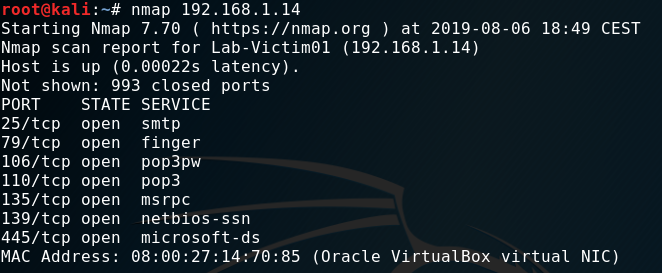 root@kali:~# nmap 192.168.1.14
Starting Nmap 7.70 ( https://nmap.org ) at 2019-08-06 18:49 CEST
Nmap scan report for Lab-Victim01 (192.168.1.14)
Host is up (0.00022s latency).
Not shown: 993 closed ports
PORT    STATE SERVICE
25/tcp  open  smtp
79/tcp  open  finger
106/tcp open  pop3pw
110/tcp open  pop3
135/tcp open  msrpc
139/tcp open  netbios-ssn
445/tcp open  microsoft-ds
MAC Address: 08:00:27:14:70:85 (Oracle VirtualBox virtual NIC)